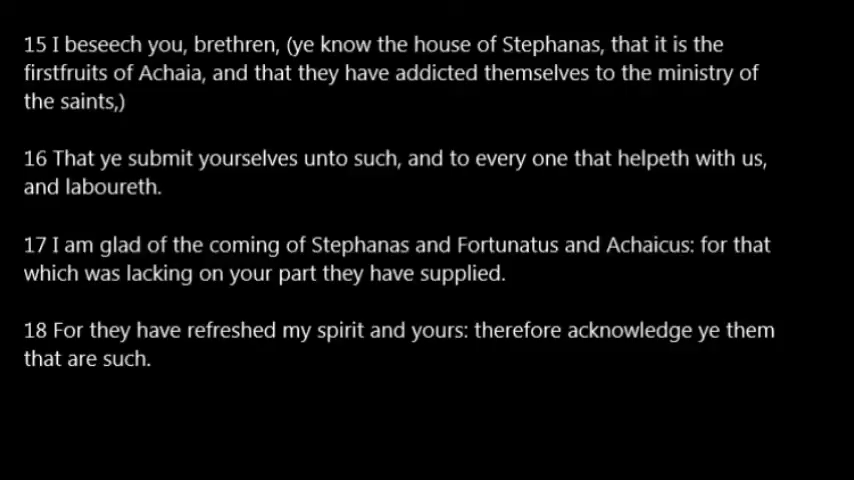 15 I beseech you, brethren, (ye know the house of Stephanas, that it is the
firstfruits of Achaia, and that they have addicted themselves to the ministry of
the saints,)
16 That ye submit yourselves unto such, and to every one that helpeth with us,
and laboureth.
17 I am glad of the coming of Stephanas and Fortunatus and Achaicus: for that
which was lacking on your part they have supplied.
18 For they have refreshed my spirit and yours: therefore acknowledge ye them
that are such.